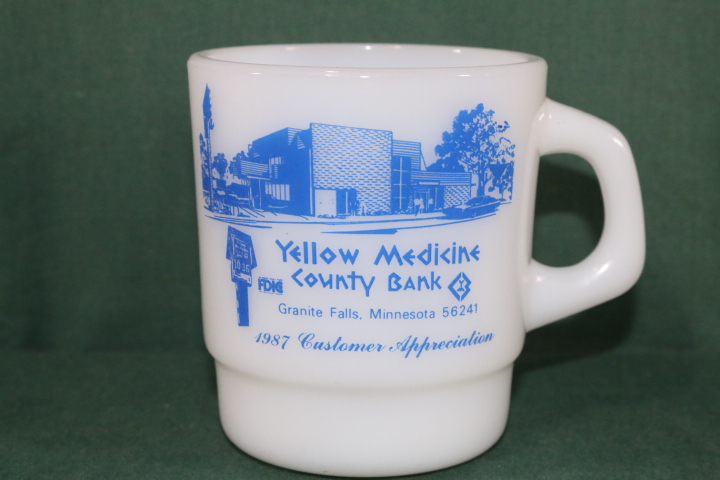 Yellow Medicine
County Bank
FDIC
Granite Falls, Minnesota 56241
1987 Customer Appreciation